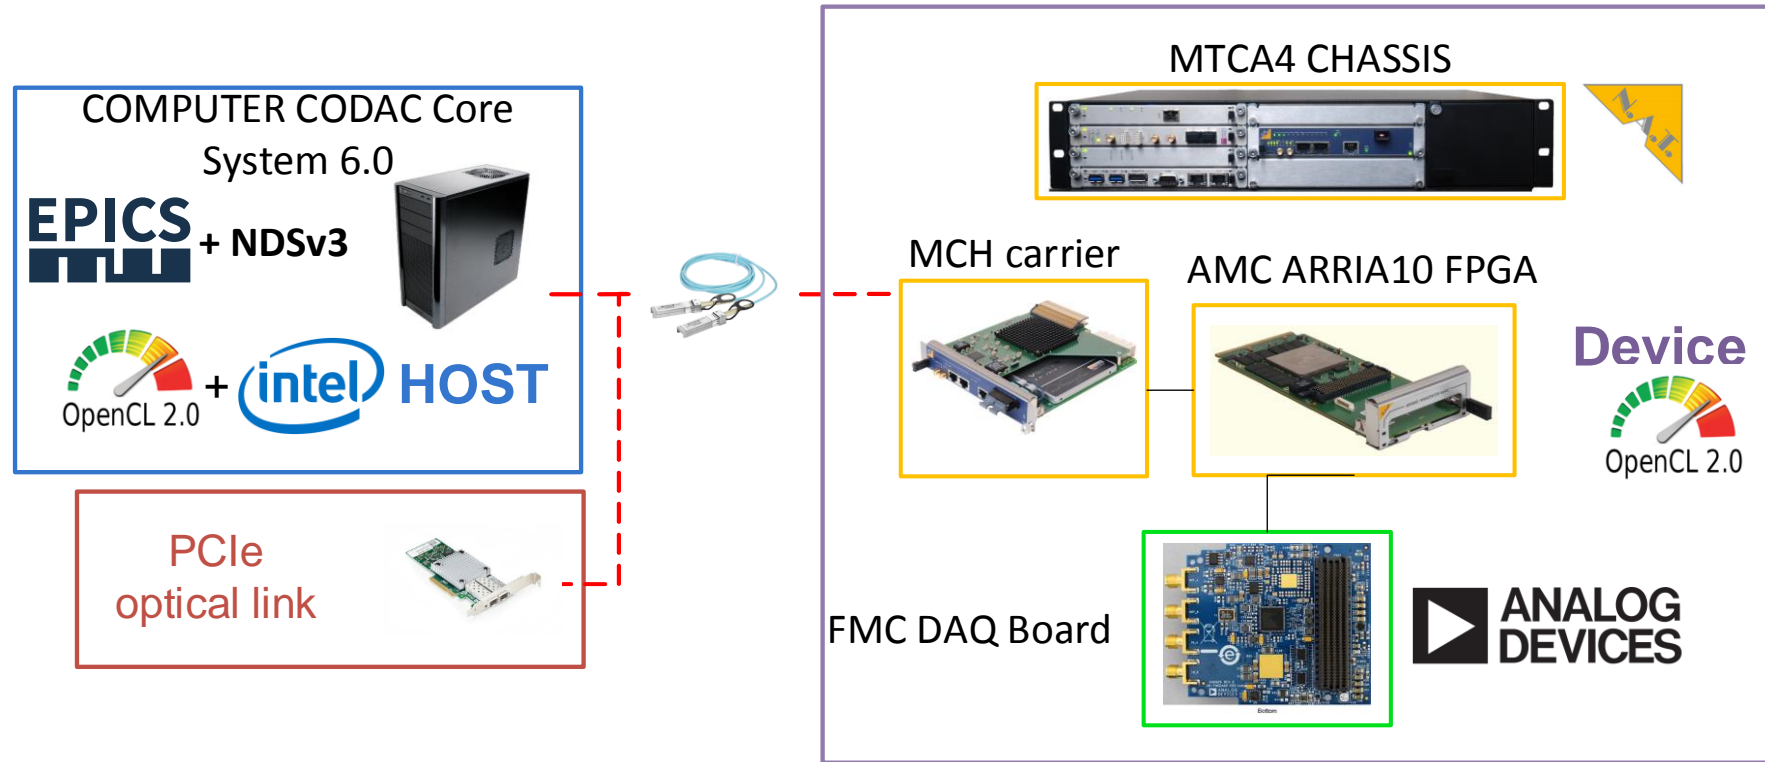 COMPUTER CODAC Core
System 6.0
EPICS
+ NDSv3
OpenCL 2.0
+
intel
HOST
PCIe
optical link
MTCA4 CHASSIS
N.A.T.
MCH carrier
AMC ARRIA10 FPGA
Device
OpenCL 2.0
FMC DAQ Board
Bottom
ANALOG
DEVICES